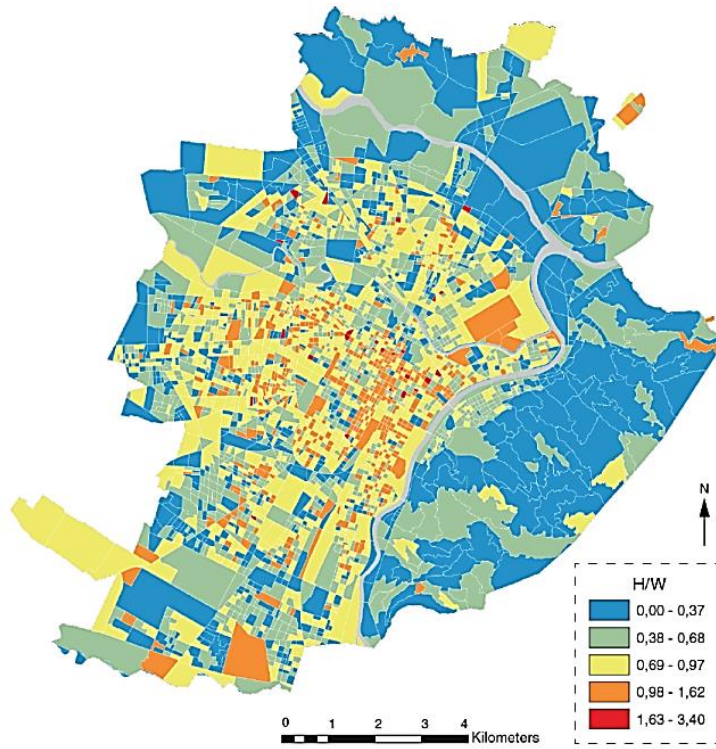 N
H/W
0,00 - 0,37
0,38 - 0,68
0,69 - 0,97
0,98 - 1,62
1,63 - 3,40
0 1 2 3 4
Kilometers